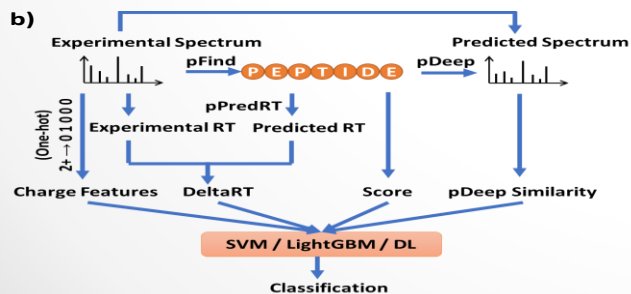 b)
Experimental Spectrum
Predicted Spectrum
pFind
PEPTIDE
pDeep
pPredRT
(One-hot)
2+ → 0 1 0 0 0
Experimental RT
Predicted RT
Charge Features
DeltaRT
Score
pDeep Similarity
SVM / LightGBM / DL
Classification